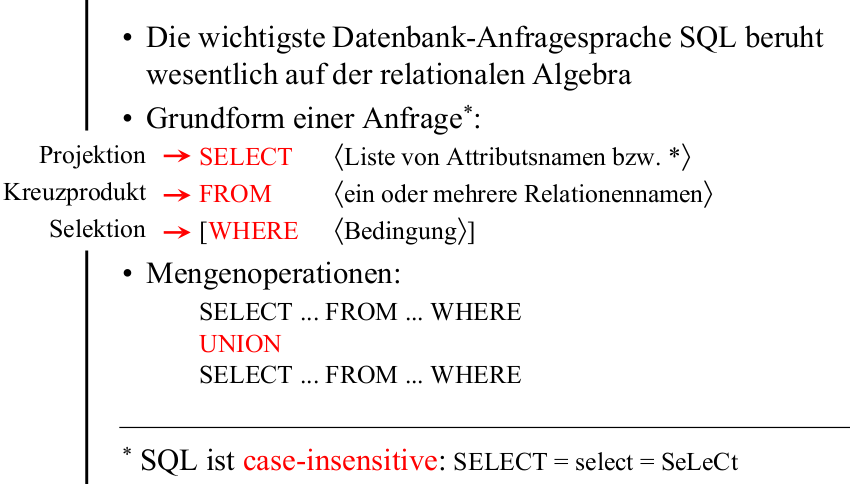 • Die wichtigste Datenbank-Anfragesprache SQL beruht
wesentlich auf der relationalen Algebra
• Grundform einer Anfrage*:
Projektion → SELECT ⟨Liste von Attributsnamen bzw. *⟩
Kreuzprodukt → FROM ⟨ein oder mehrere Relationennamen⟩
Selektion → [WHERE ⟨Bedingung⟩]
• Mengenoperationen:
SELECT ... FROM ... WHERE
UNION
SELECT ... FROM ... WHERE
* SQL ist case-insensitive: SELECT = select = SeLeCt